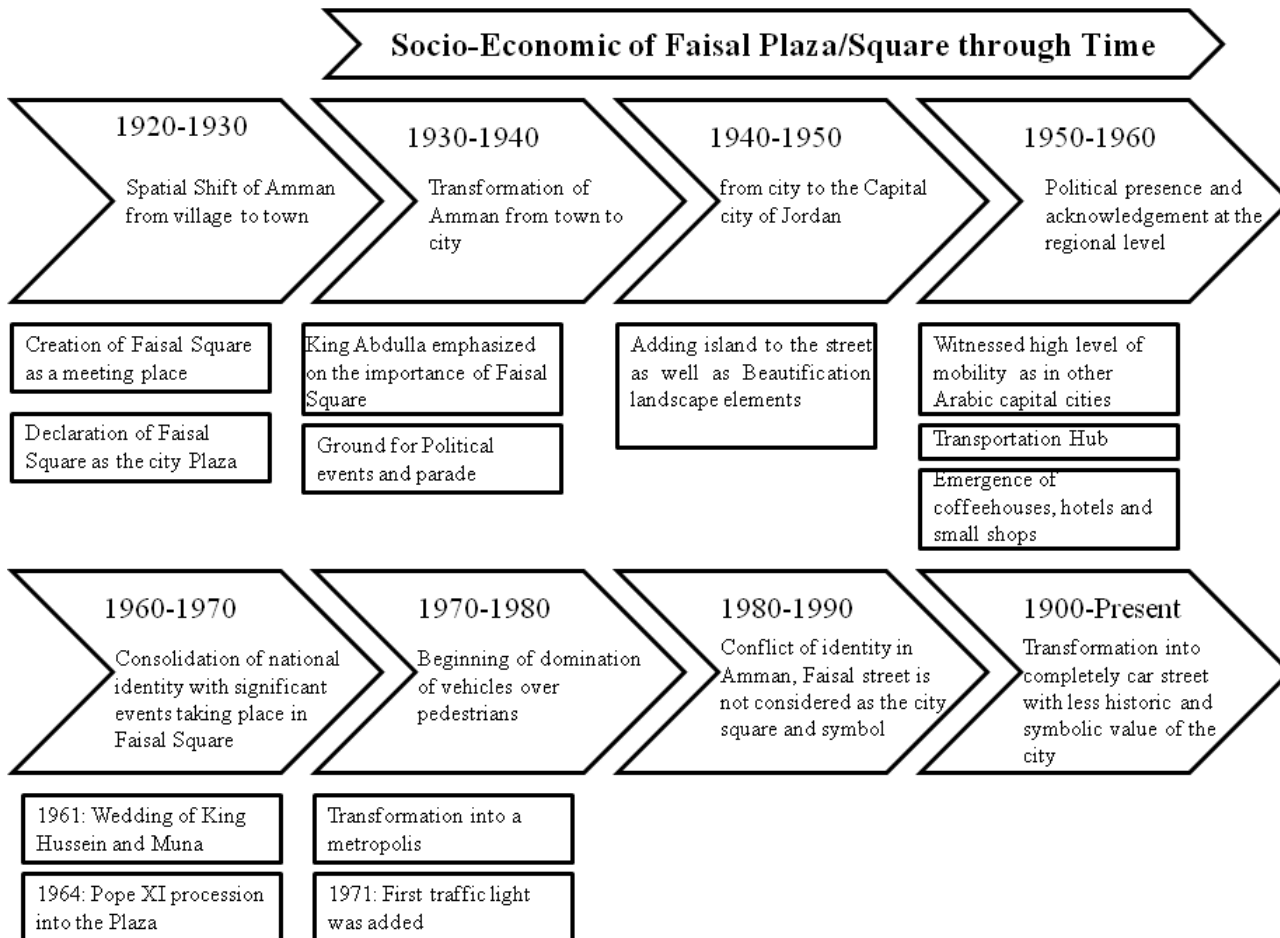 Socio-Economic of Faisal Plaza/Square through Time
1920-1930
Spatial Shift of Amman
from village to town
1930-1940
Transformation of
Amman from town to
city
1940-1950
from city to the Capital
city of Jordan
1950-1960
Political presence and
acknowledgement at the
regional level
Creation of Faisal Square
as a meeting place
Declaration of Faisal
Square as the city Plaza
King Abdulla emphasized
on the importance of Faisal
Square
Ground for Political
events and parade
Adding island to the street
as well as Beautification
landscape elements
Witnessed high level of
mobility as in other
Arabic capital cities
Transportation Hub
Emergence of
coffeehouses, hotels and
small shops
1960-1970
Consolidation of national
identity with significant
events taking place in
Faisal Square
1970-1980
Beginning of domination
of vehicles over
pedestrians
1980-1990
Conflict of identity in
Amman, Faisal street is
not considered as the city
square and symbol
1900-Present
Transformation into
completely car street
with less historic and
symbolic value of the
city
1961: Wedding of King
Hussein and Muna
1964: Pope XI procession
into the Plaza
Transformation into a
metropolis
1971: First traffic light
was added